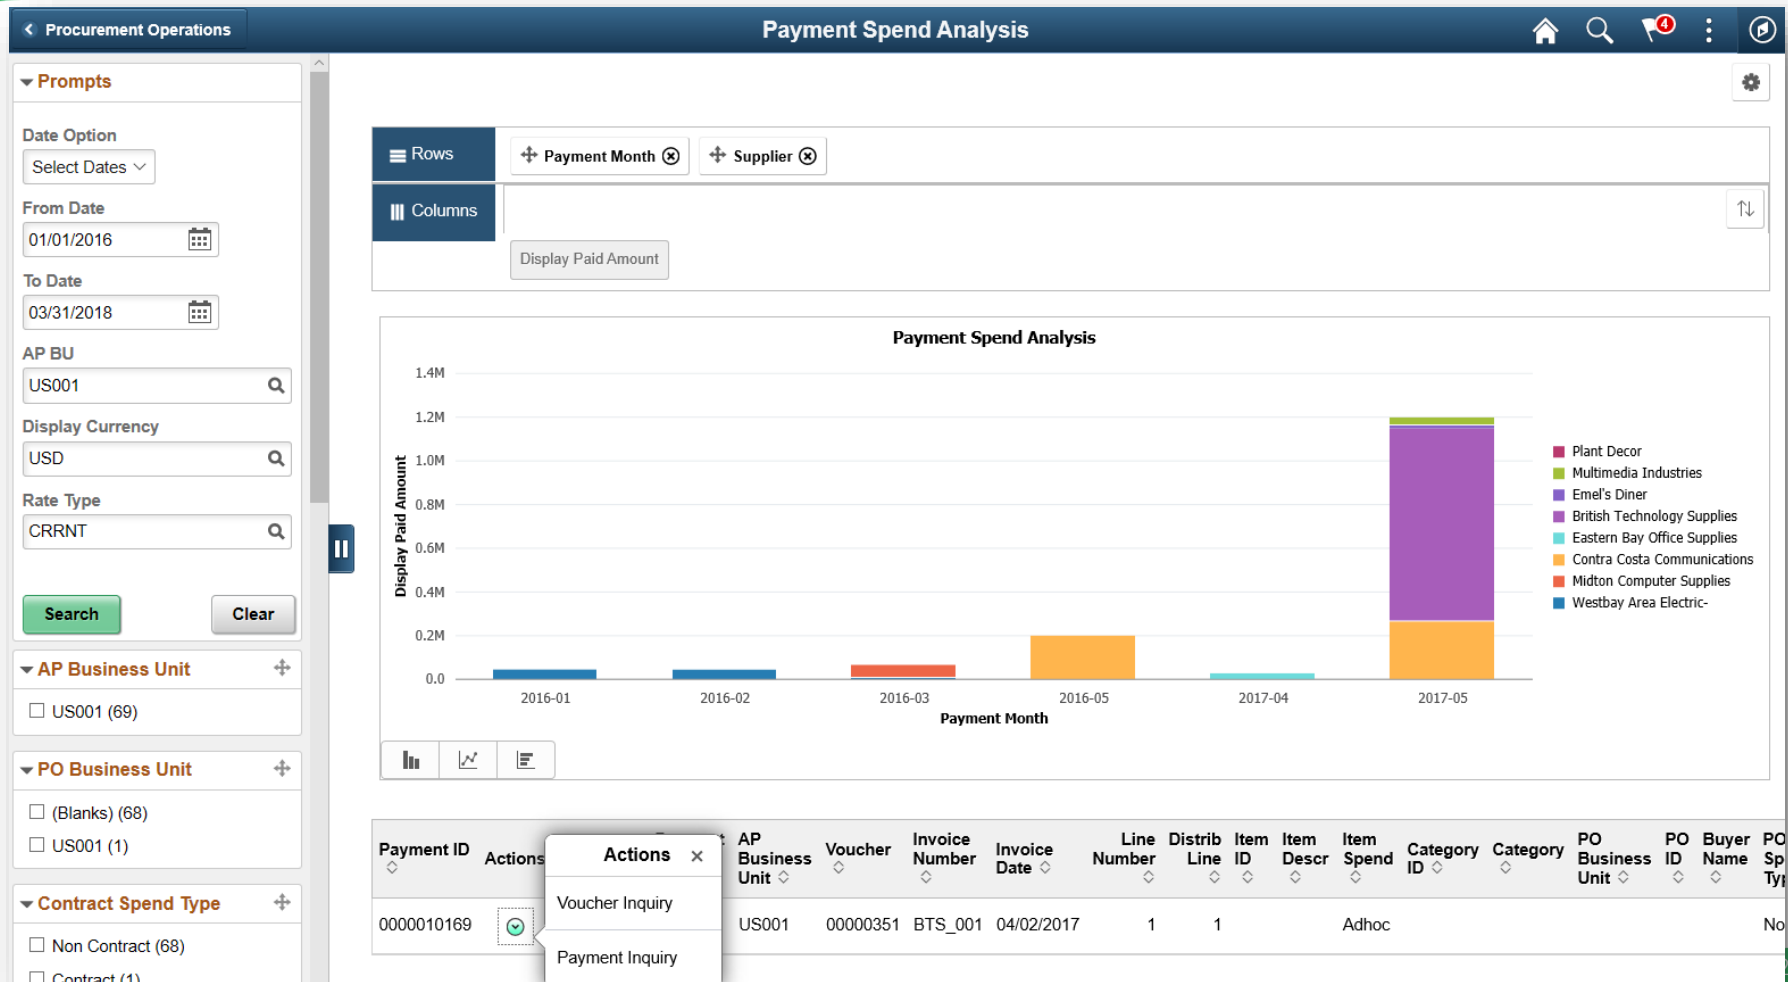 Procurement Operations
Payment Spend Analysis
4
Prompts
Date Option
Select Dates
From Date
01/01/2016
To Date
03/31/2018
AP BU
US001
Display Currency
USD
Rate Type
CRRNT
Search
Clear
AP Business Unit
US001 (69)
PO Business Unit
(Blanks) (68)
US001 (1)
Contract Spend Type
Non Contract (68)
Contract (1)
Rows
Payment Month
Supplier
Columns
Display Paid Amount
Payment Spend Analysis
1.4M
1.2M
1.0M
0.8M
0.6M
0.4M
0.2M
0.0
Display Paid Amount
2016-01
2016-02
2016-03
2016-05
2017-04
2017-05
Payment Month
Plant Decor
Multimedia Industries
Emel's Diner
British Technology Supplies
Eastern Bay Office Supplies
Contra Costa Communications
Midton Computer Supplies
Westbay Area Electric-
Payment ID
Actions
AP Business Unit
Voucher
Invoice Number
Invoice Date
Line Number
Distrib Line
Item ID
Item Descr
Item Spend
Category ID
Category
PO Business Unit
PO ID
Buyer Name
PO
0000010169
US001
00000351
BTS_001
04/02/2017
1
1
Adhoc
No
Actions
Voucher Inquiry
Payment Inquiry